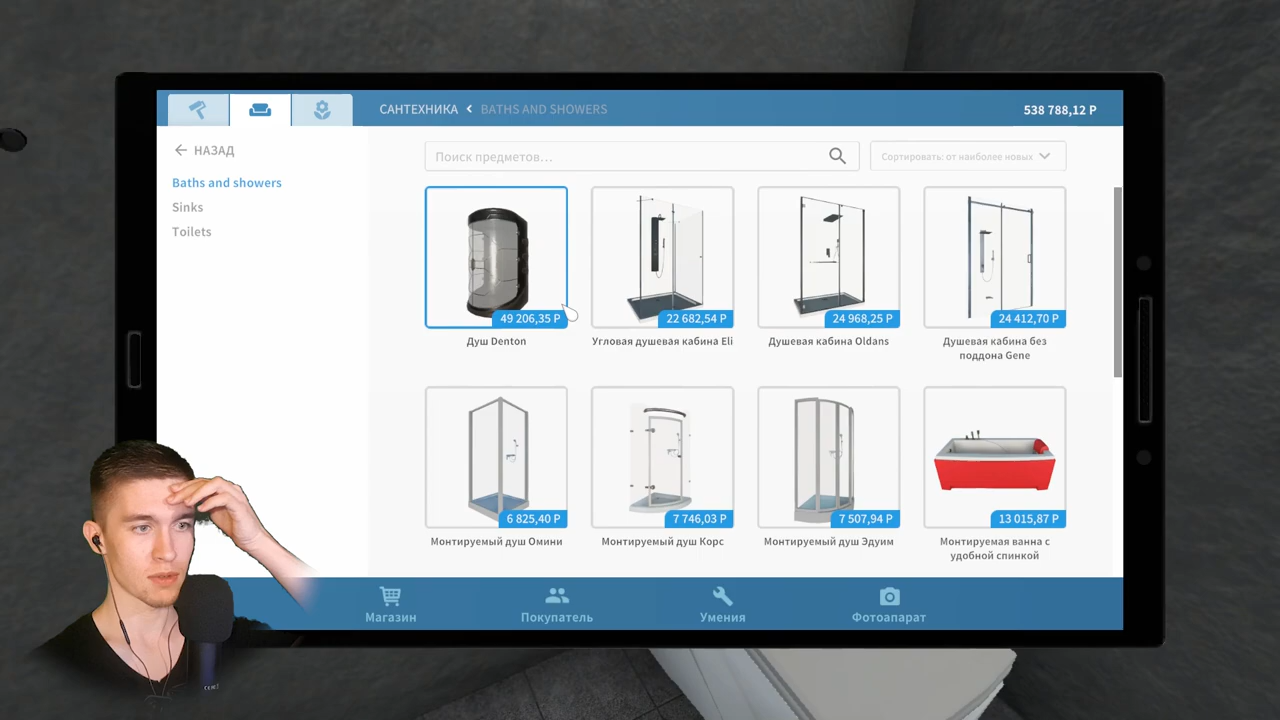 САНТЕХНИКА < BATHS AND SHOWERS
538 788,12 Р
НАЗАД
Baths and showers
Sinks
Toilets
Поиск предметов...
Сортировать: от наиболее новых
49 206,35 Р
22 682,54 Р
24 968,25 Р
24 412,70 Р
Душ Denton
Угловая душевая кабина Eli
Душевая кабина Oldans
Душевая кабина без
поддона Gene
6 825,40 Р
7 746,03 Р
7 507,94 Р
13 015,87 Р
Монтируемый душ Омини
Монтируемый душ Корс
Монтируемый душ Эдуим
Монтируемая ванна с
удобной спинкой
Магазин
Покупатель
Умения
Фотоапарат